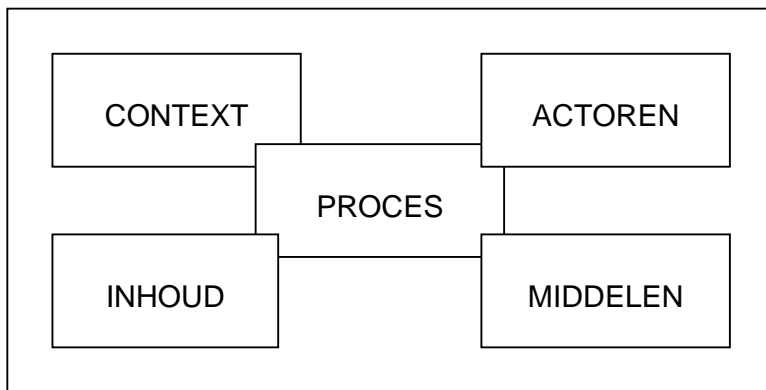 CONTEXT
ACTOREN
PROCES
INHOUD
MIDDELEN